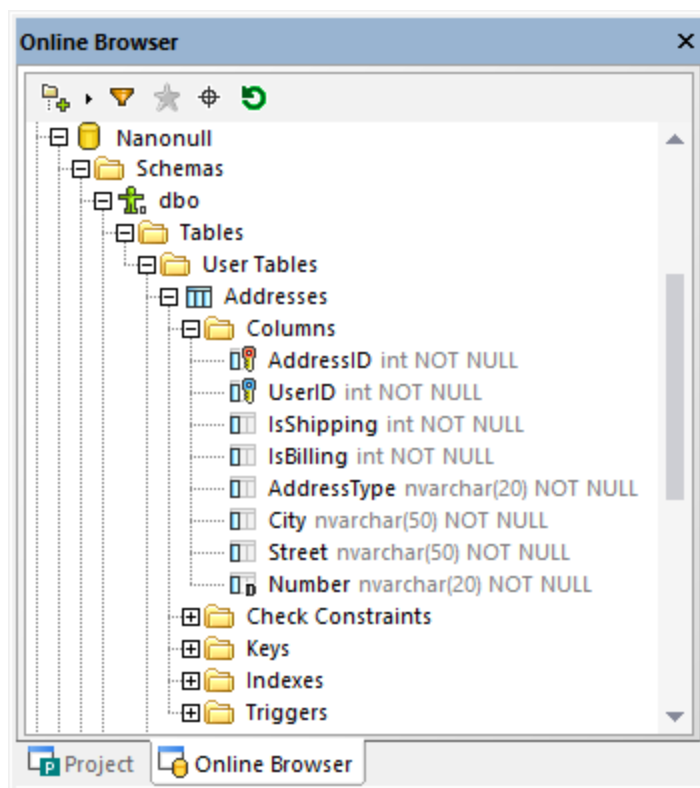 Online Browser
Nanonull
Schemas
dbo
Tables
User Tables
Addresses
Columns
AddressID int NOT NULL
UserID int NOT NULL
IsShipping int NOT NULL
IsBilling int NOT NULL
AddressType nvarchar(20) NOT NULL
City nvarchar(50) NOT NULL
Street nvarchar(50) NOT NULL
D Number nvarchar(20) NOT NULL
Check Constraints
Keys
Indexes
Triggers
P Project Online Browser